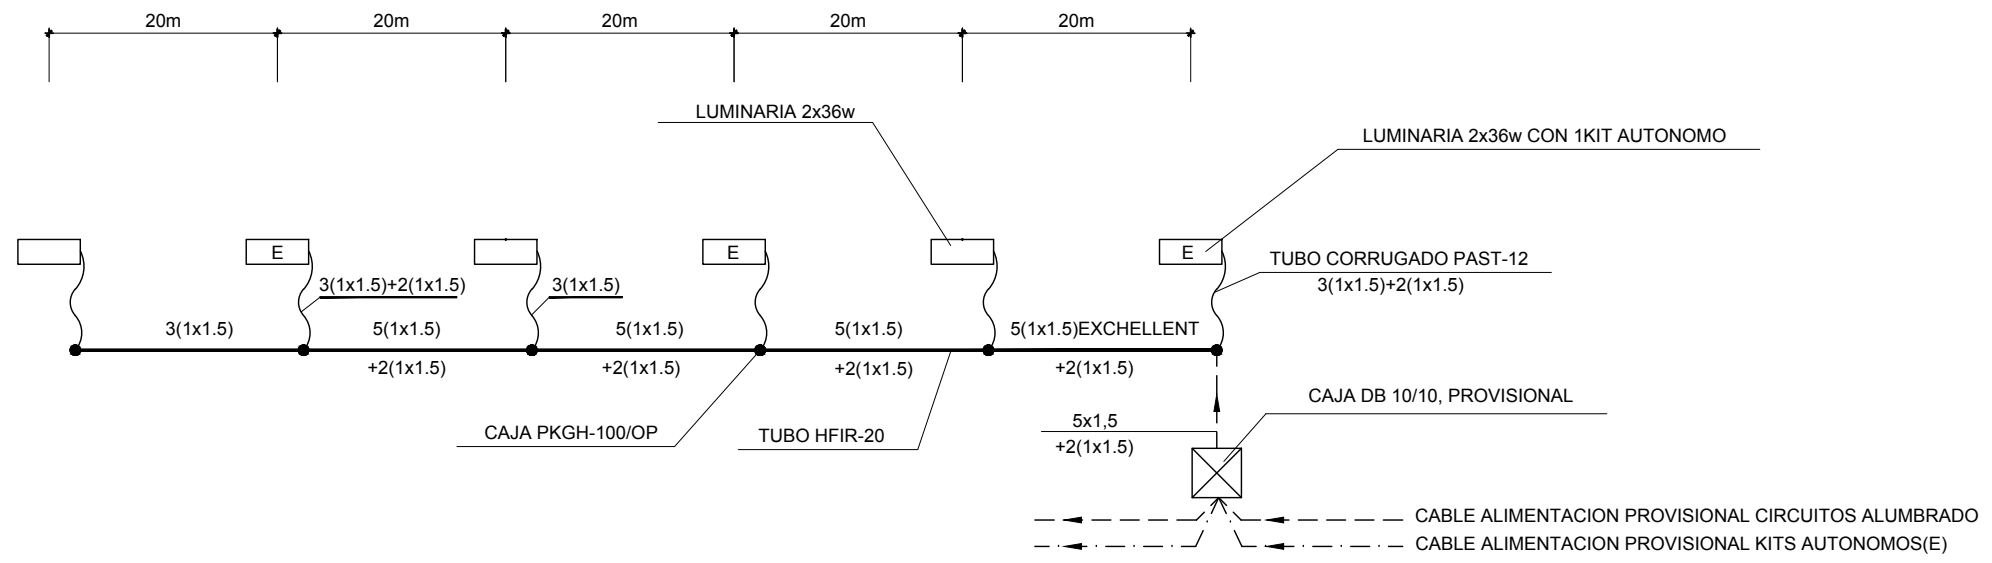 20m
20m
20m
20m
20m
LUMINARIA 2x36w
LUMINARIA 2x36w CON 1KIT AUTONOMO
E
E
E
TUBO CORRUGADO PAST-12
3(1x1.5)+2(1x1.5)
3(1x1.5)+2(1x1.5)
3(1x1.5)
3(1x1.5)
5(1x1.5)
5(1x1.5)
5(1x1.5)
5(1x1.5)EXCHELLENT
+2(1x1.5)
+2(1x1.5)
+2(1x1.5)
+2(1x1.5)
CAJA DB 10/10, PROVISIONAL
CAJA PKGH-100/OP
TUBO HFIR-20
5x1,5
+2(1x1.5)
CABLE ALIMENTACION PROVISIONAL CIRCUITOS ALUMBRADO
CABLE ALIMENTACION PROVISIONAL KITS AUTONOMOS(E)